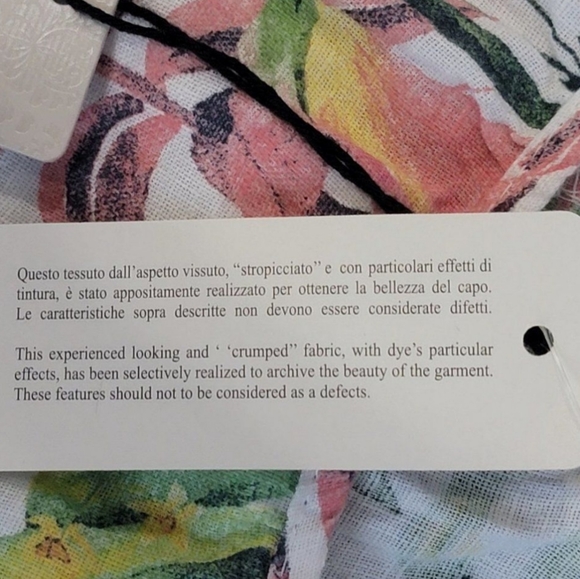 Questo tessuto dall'aspetto vissuto, "stropicciato" e con particolari effetti di
tintura, è stato appositamente realizzato per ottenere la bellezza del capo.
Le caratteristiche sopra descritte non devono essere considerate difetti.
This experienced looking and ‘ ‘crumped” fabric, with dye's particular
effects, has been selectively realized to archive the beauty of the garment.
These features should not to be considered as a defects.